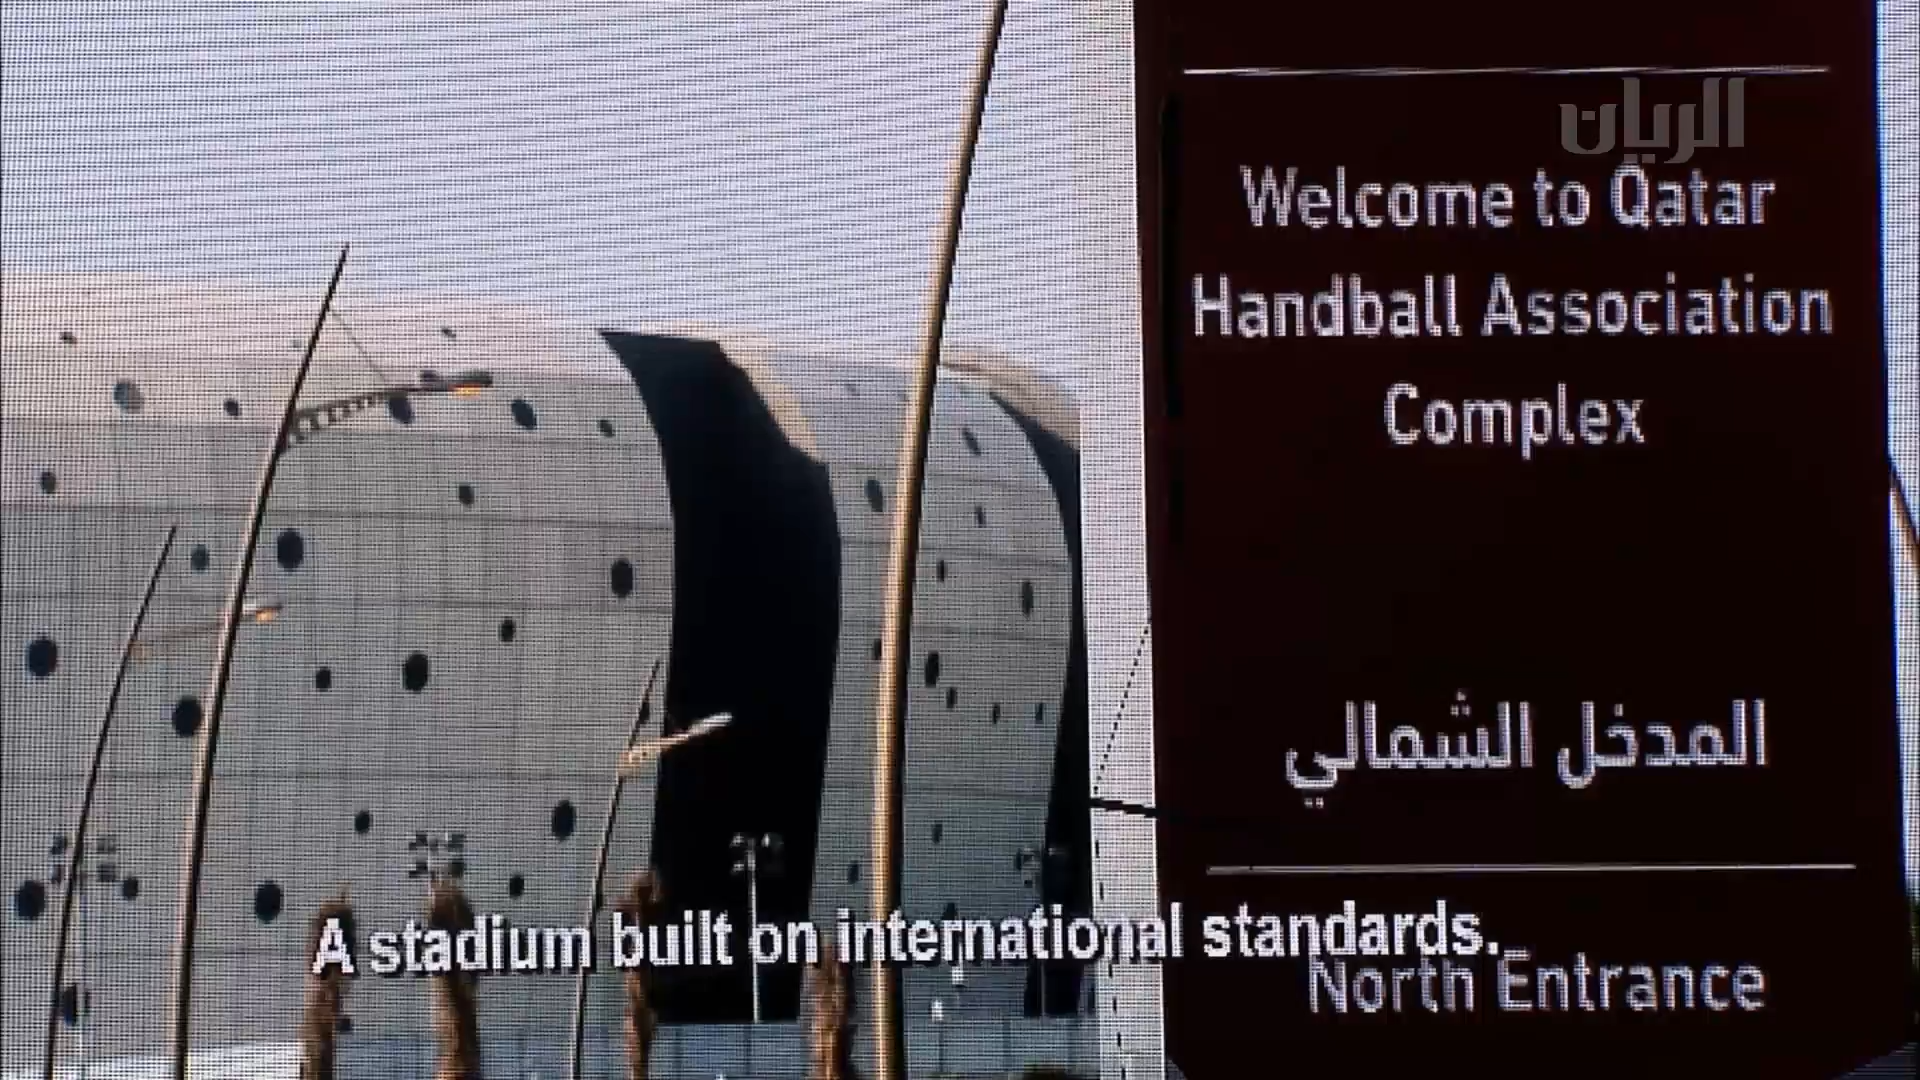 الريان
Welcome to Qatar
Handball Association
Complex
المدخل الشمالي
A stadium built on international standards.
North Entrance